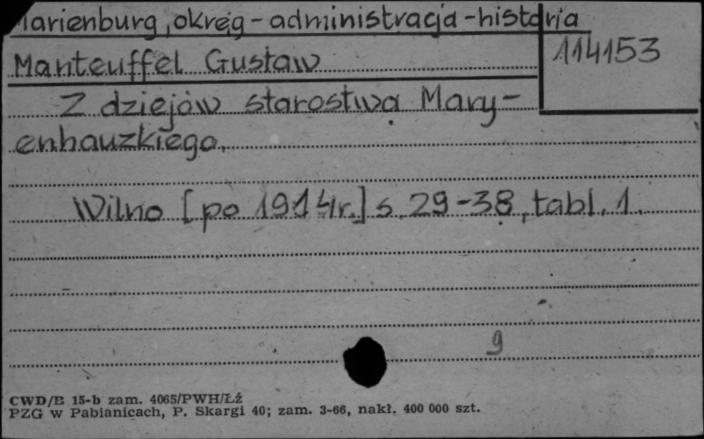 Marienburg, okręg - administracja - historia
114153
Manteuffel Gustaw
Z dziejów starostwa Mary-
enhauzkiego.
Wilno [po 1914r.] s. 29-38, tabl. 1.
9
CWD/B 15-b zam. 4065/PWH/Łź
PZG w Pabianicach, P. Skargi 40; zam. 3-66, nakł. 400 000 szt.